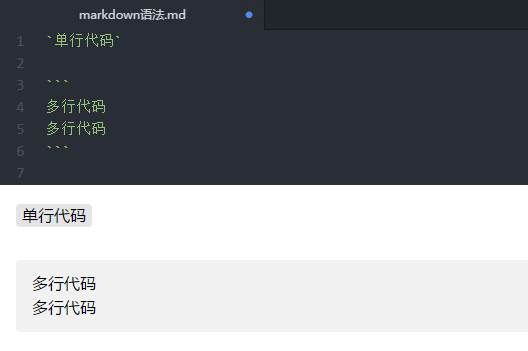 markdown语法.md
1 `单行代码`
2
3 ```
4 多行代码
5 多行代码
6 ```
7
单行代码
多行代码
多行代码